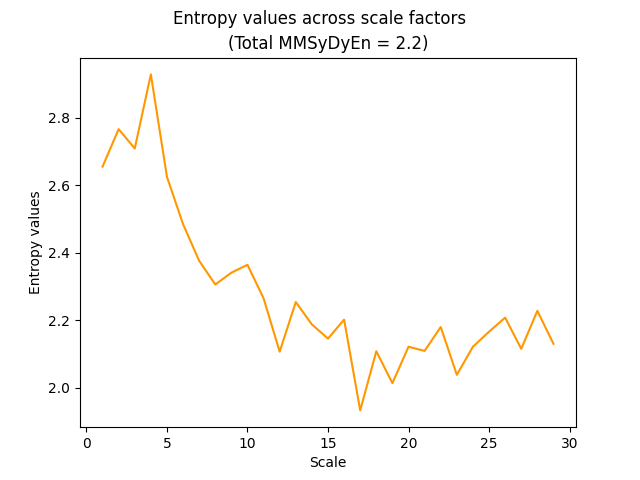 Entropy values across scale factors
(Total MMSyDyEn = 2.2)
Entropy values
2.8
2.6
2.4
2.2
2.0
0 5 10 15 20 25 30
Scale